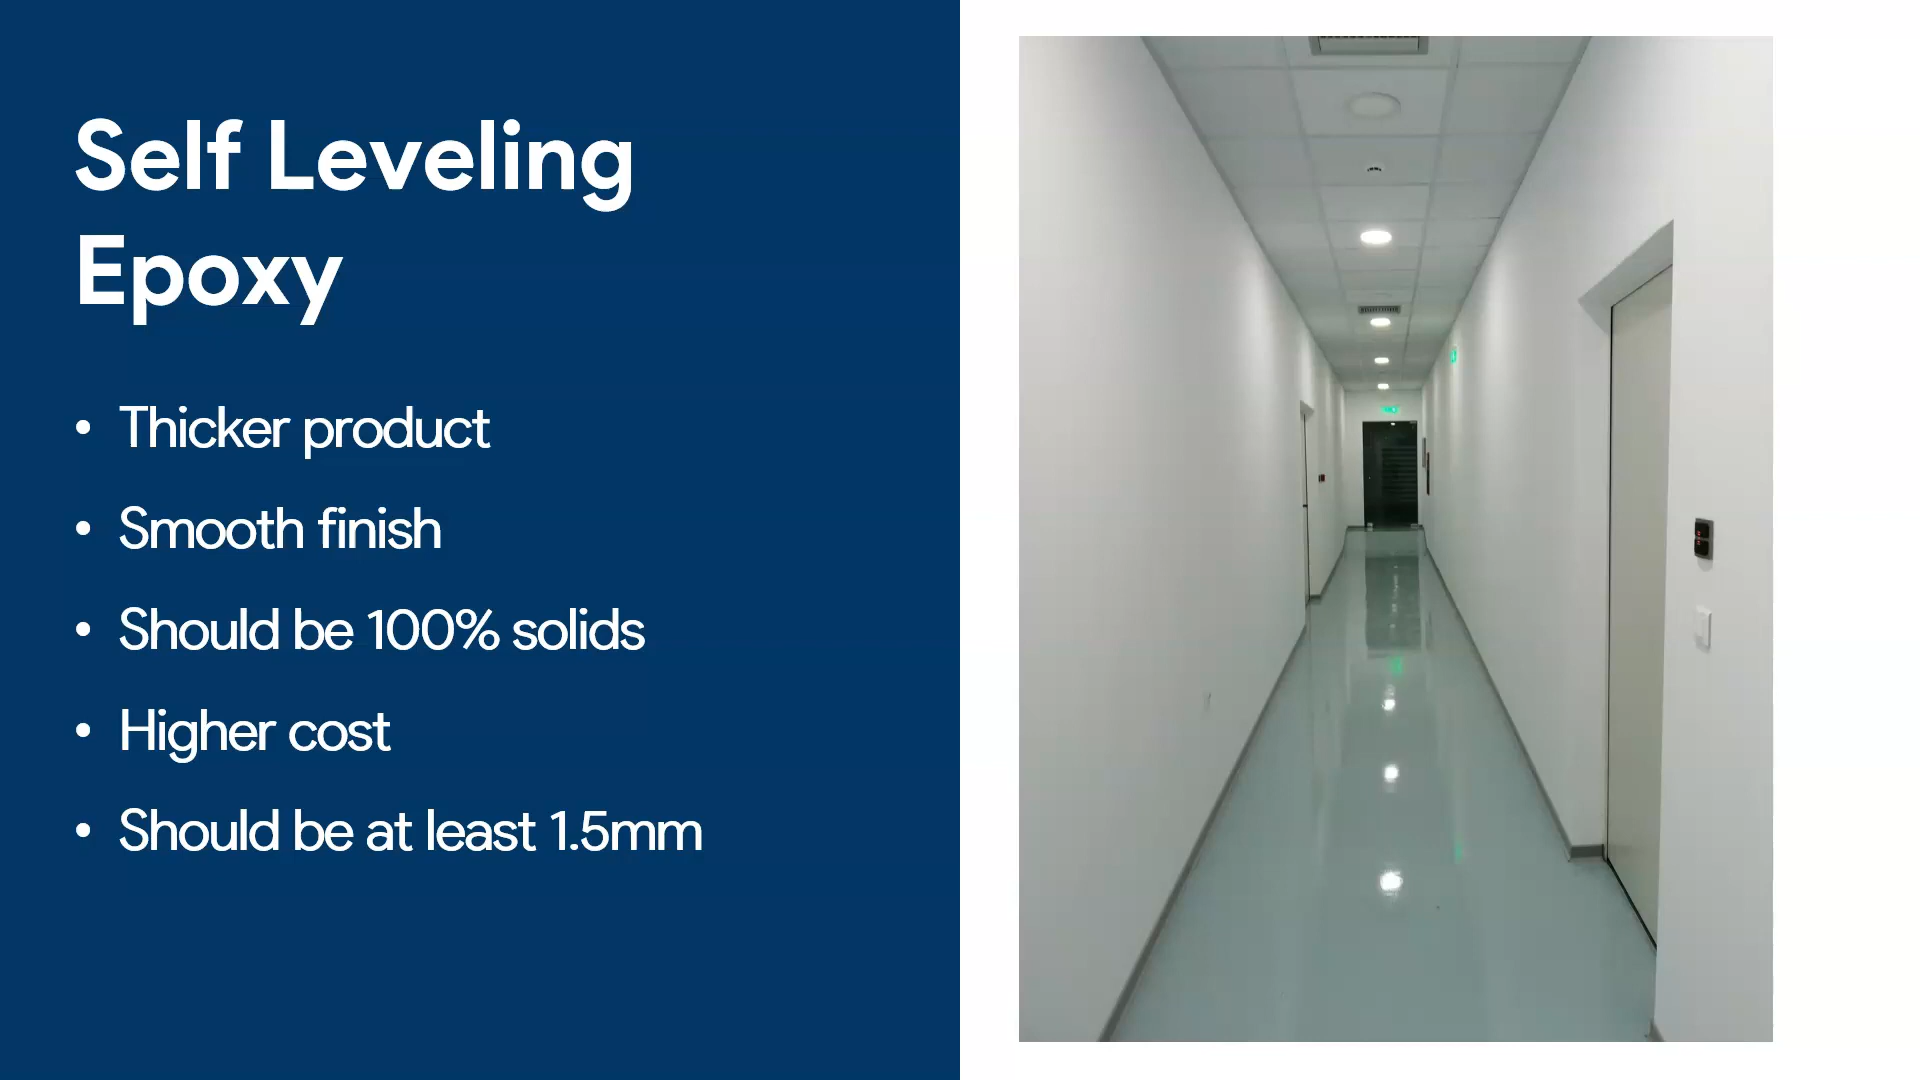 Self Leveling
Epoxy
• Thicker product
• Smooth finish
• Should be 100% solids
• Higher cost
• Should be at least 1.5mm